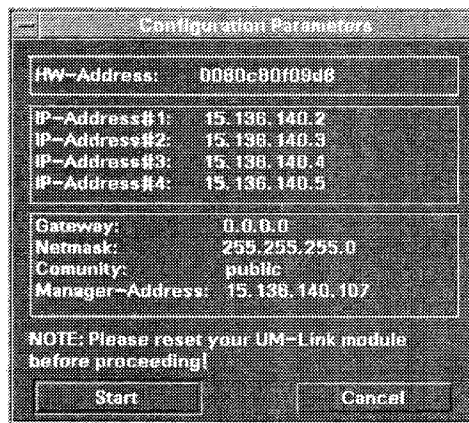 Configuration Parameters
HW-Address: 0080c80f09d6
IP-Address#1: 15.136.140.2
IP-Address#2: 15.136.140.3
IP-Address#3: 15.136.140.4
IP-Address#4: 15.136.140.5
Gateway: 0.0.0.0
Netmask: 255.255.255.0
Comunity: public
Manager-Address: 15.136.140.107
NOTE: Please reset your UM-Link module
before proceeding!
Start Cancel